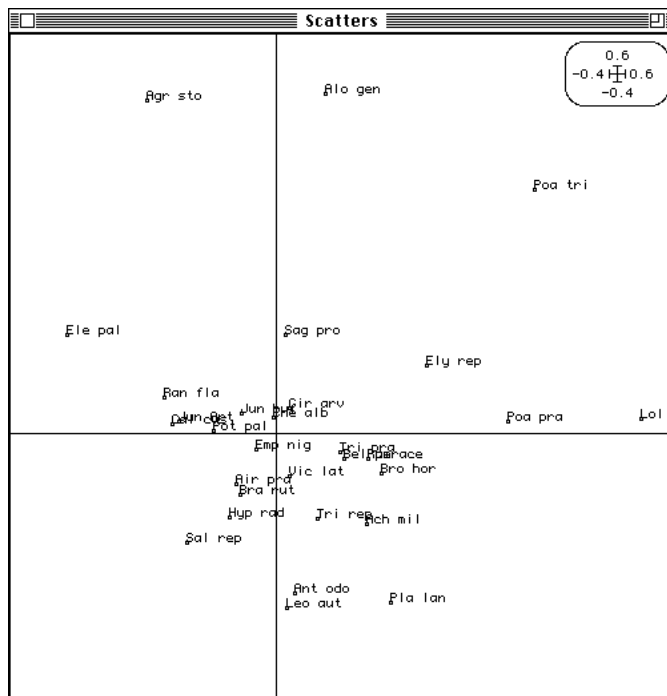 Scatters
0.6
-0.4 0.6
-0.4
Agr sto
Alo gen
Poa tri
Ele pal
Sag pro
Ely rep
Ran fla
Cir arv
Jun
Che alb
Poa pra
Lol
Pot pal
Emp nig
Tri pra
Bel
Rum ace
Bro hor
Vic lat
Air pra
Bra rut
Hyp rad
Tri rep
Ach mil
Sal rep
Ant odo
Leo aut
Pla lan